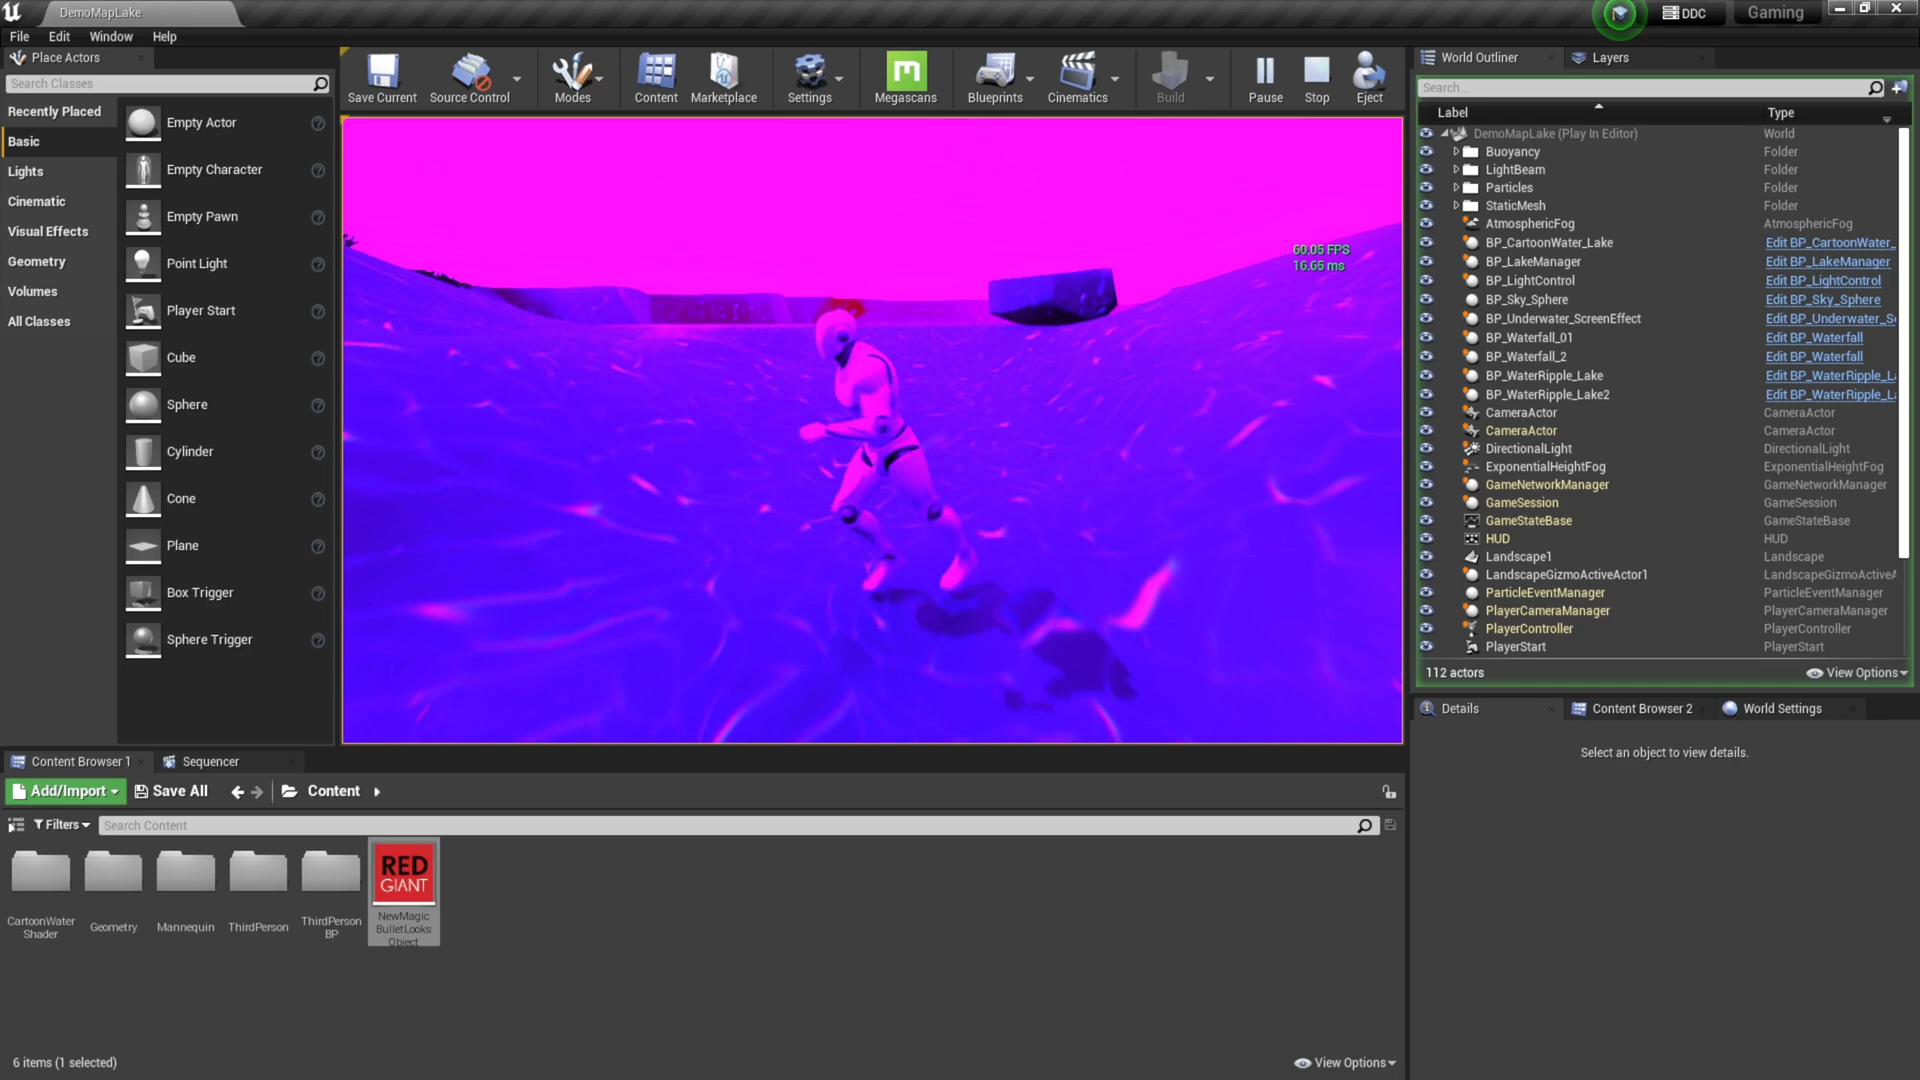 DemoMapLake
DDC
Gaming
File Edit Window Help
Place Actors
Search Classes
Recently Placed
Basic
Lights
Cinematic
Visual Effects
Geometry
Volumes
All Classes
Empty Actor
Empty Character
Empty Pawn
Point Light
Player Start
Cube
Sphere
Cylinder
Cone
Plane
Box Trigger
Sphere Trigger
Save Current
Source Control
Modes
Content
Marketplace
Settings
Megascans
Blueprints
Cinematics
Build
Pause
Stop
Eject
60.05 FPS
16.65 ms
World Outliner
Layers
Search...
Label Type
DemoMapLake (Play In Editor) World
Buoyancy Folder
LightBeam Folder
Particles Folder
StaticMesh Folder
AtmosphericFog AtmosphericFog
BP_CartoonWater_Lake Edit BP_CartoonWater_
BP_LakeManager Edit BP_LakeManager
BP_LightControl Edit BP_LightControl
BP_Sky_Sphere Edit BP_Sky_Sphere
BP_Underwater_ScreenEffect Edit BP_Underwater_S
BP_Waterfall_01 Edit BP_Waterfall
BP_Waterfall_2 Edit BP_Waterfall
BP_WaterRipple_Lake Edit BP_WaterRipple_L
BP_WaterRipple_Lake2 Edit BP_WaterRipple_L
CameraActor CameraActor
CameraActor CameraActor
DirectionalLight DirectionalLight
ExponentialHeightFog ExponentialHeightFog
GameNetworkManager GameNetworkManager
GameSession GameSession
GameStateBase GameStateBase
HUD HUD
Landscape1 Landscape
LandscapeGizmoActiveActor1 LandscapeGizmoActiveA
ParticleEventManager ParticleEventManager
PlayerCameraManager PlayerCameraManager
PlayerController PlayerController
PlayerStart PlayerStart
112 actors
View Options
Details
Content Browser 2
World Settings
Select an object to view details.
Content Browser 1
Sequencer
Add/Import
Save All
Content
Filters
Search Content
CartoonWater
Shader
Geometry
Mannequin
ThirdPerson
ThirdPerson
BP
RED
GIANT
NewMagic
BulletLooks
Object
6 items (1 selected)
View Options